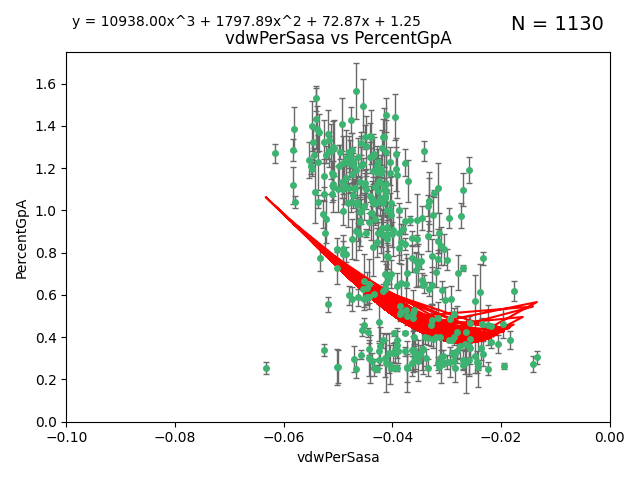 y = 10938.00x^3 + 1797.89x^2 + 72.87x + 1.25
N = 1130
vdwPerSasa vs PercentGpA
1.6
1.4
1.2
1.0
0.8
0.6
0.4
0.2
0.0
PercentGpA
−0.10 −0.08 −0.06 −0.04 −0.02 0.00
vdwPerSasa